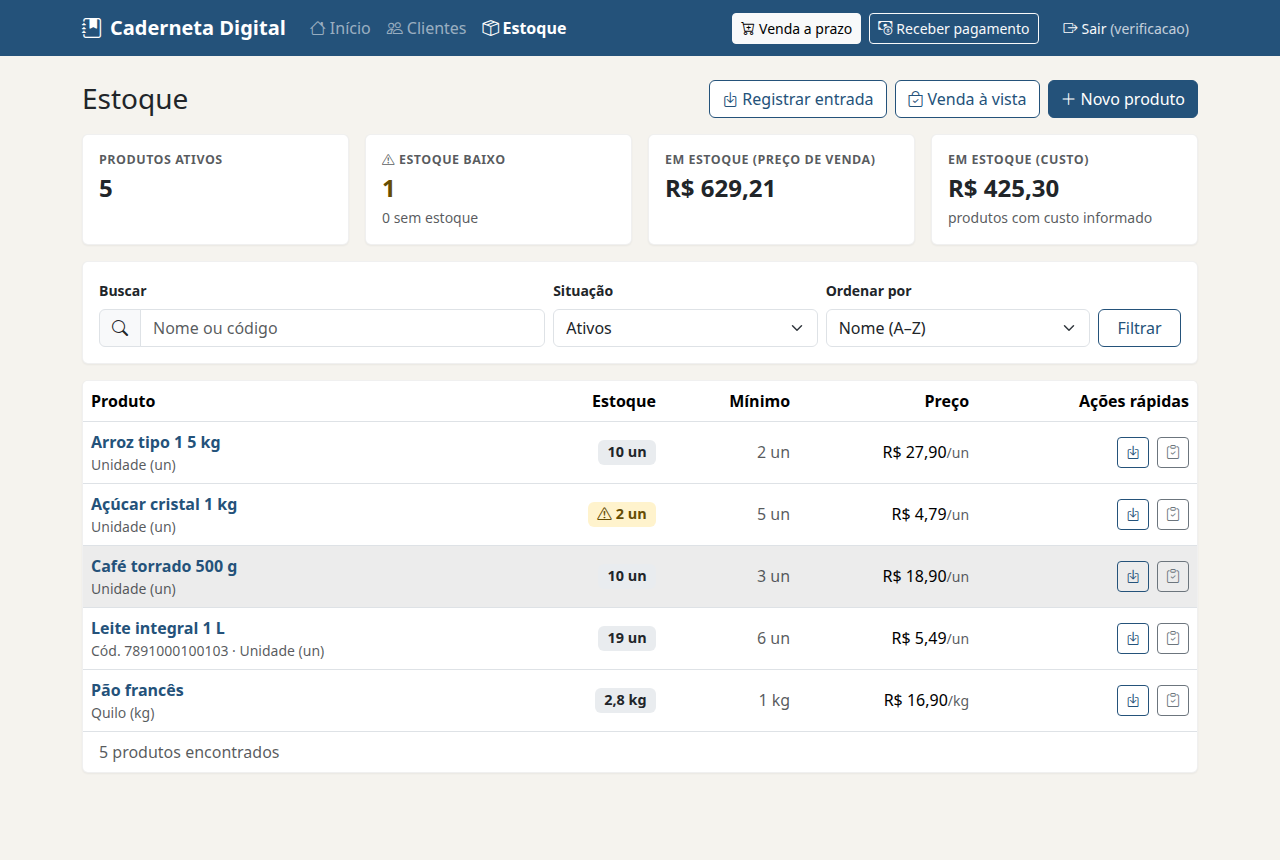 Caderneta Digital Início Clientes Estoque Venda a prazo Receber pagamento Sair (verificacao)
Estoque Registrar entrada Venda à vista Novo produto
PRODUTOS ATIVOS
5
ESTOQUE BAIXO
1
0 sem estoque
EM ESTOQUE (PREÇO DE VENDA)
R$ 629,21
EM ESTOQUE (CUSTO)
R$ 425,30
produtos com custo informado
Buscar Situação Ordenar por
Nome ou código Ativos Nome (A–Z) Filtrar
Produto Estoque Mínimo Preço Ações rápidas
Arroz tipo 1 5 kg 10 un 2 un R$ 27,90/un
Unidade (un)
Açúcar cristal 1 kg 2 un 5 un R$ 4,79/un
Unidade (un)
Café torrado 500 g 10 un 3 un R$ 18,90/un
Unidade (un)
Leite integral 1 L 19 un 6 un R$ 5,49/un
Cód. 7891000100103 · Unidade (un)
Pão francês 2,8 kg 1 kg R$ 16,90/kg
Quilo (kg)
5 produtos encontrados